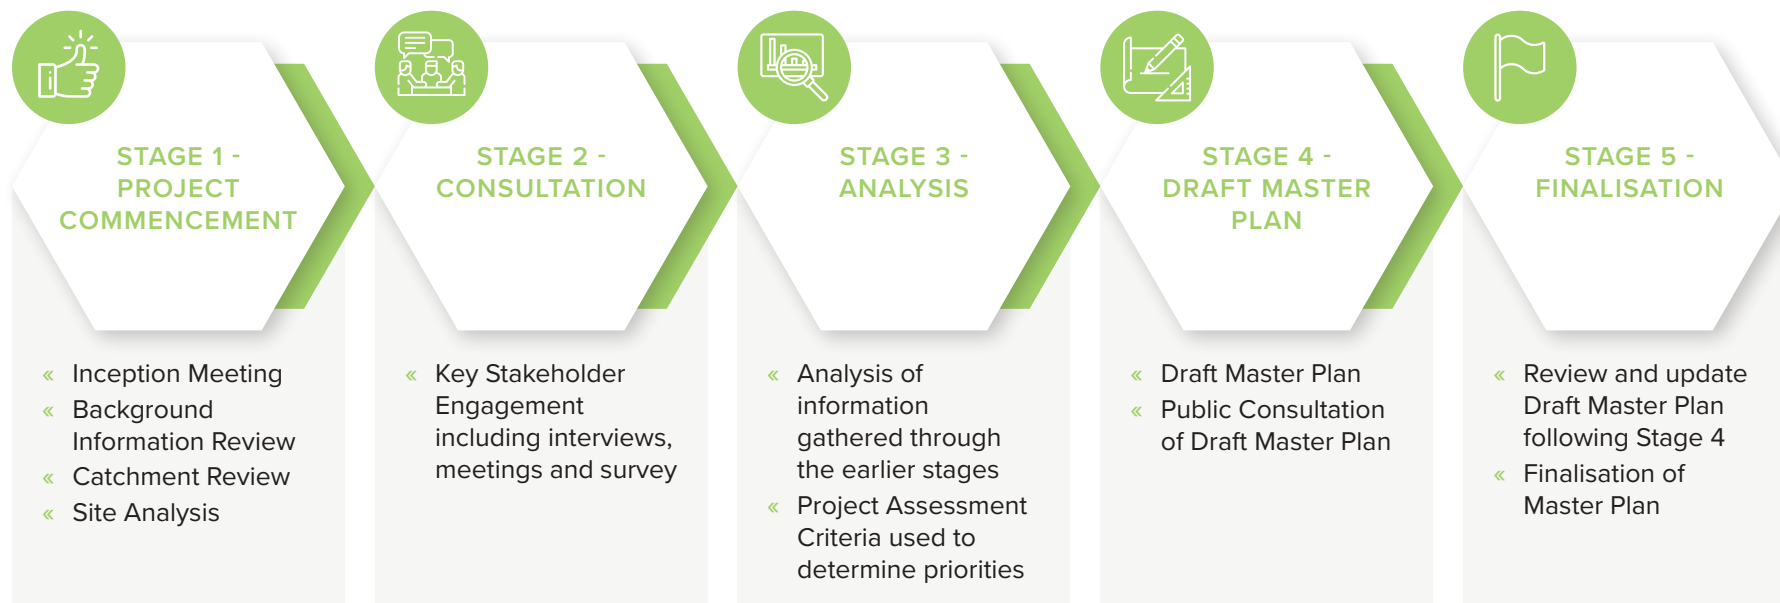 STAGE 1 -
PROJECT
COMMENCEMENT
« Inception Meeting
« Background
Information Review
« Catchment Review
« Site Analysis
STAGE 2 -
CONSULTATION
« Key Stakeholder
Engagement
including interviews,
meetings and survey
STAGE 3 -
ANALYSIS
« Analysis of
information
gathered through
the earlier stages
« Project Assessment
Criteria used to
determine priorities
STAGE 4 -
DRAFT MASTER
PLAN
« Draft Master Plan
« Public Consultation
of Draft Master Plan
STAGE 5 -
FINALISATION
« Review and update
Draft Master Plan
following Stage 4
« Finalisation of
Master Plan